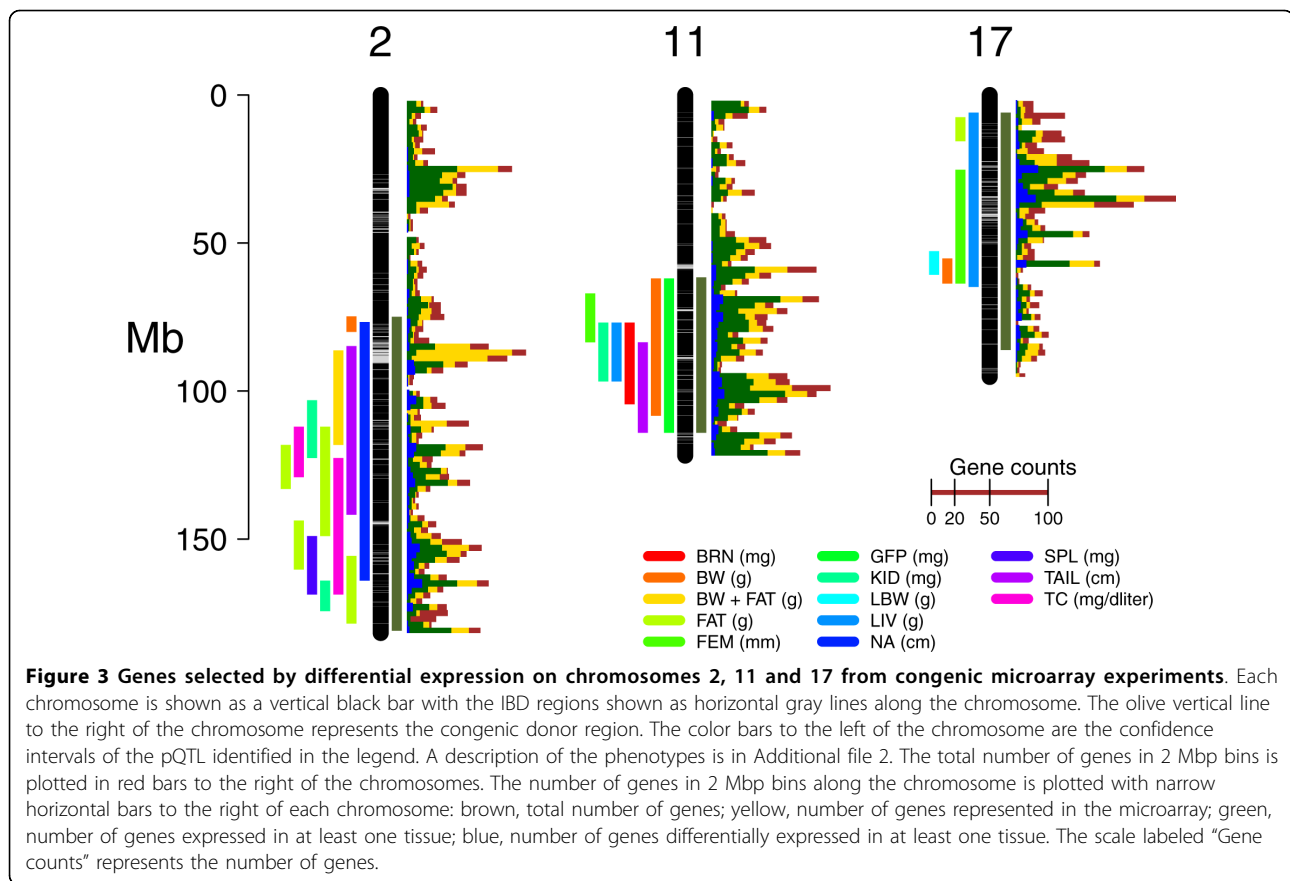 2 11 17
0
50
Mb
100
150
Gene counts
0 20 50 100
BRN (mg) GFP (mg) SPL (mg)
BW (g) KID (mg) TAIL (cm)
BW + FAT (g) LBW (g) TC (mg/dliter)
FAT (g) LIV (g)
FEM (mm) NA (cm)
Figure 3 Genes selected by differential expression on chromosomes 2, 11 and 17 from congenic microarray experiments. Each
chromosome is shown as a vertical black bar with the IBD regions shown as horizontal gray lines along the chromosome. The olive vertical line
to the right of the chromosome represents the congenic donor region. The color bars to the left of the chromosome are the confidence
intervals of the pQTL identified in the legend. A description of the phenotypes is in Additional file 2. The total number of genes in 2 Mbp bins is
plotted in red bars to the right of the chromosomes. The number of genes in 2 Mbp bins along the chromosome is plotted with narrow
horizontal bars to the right of each chromosome: brown, total number of genes; yellow, number of genes represented in the microarray; green,
number of genes expressed in at least one tissue; blue, number of genes differentially expressed in at least one tissue. The scale labeled “Gene
counts” represents the number of genes.